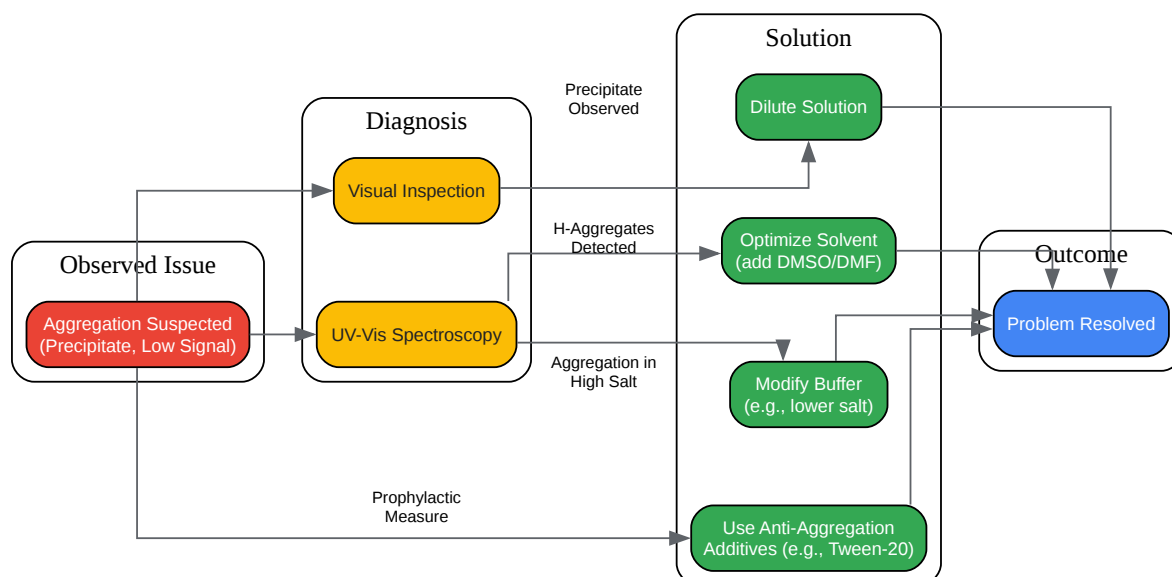 Observed Issue
Aggregation Suspected
(Precipitate, Low Signal)
Diagnosis
Visual Inspection
UV-Vis Spectroscopy
Precipitate
Observed
H-Aggregates
Detected
Aggregation in
High Salt
Prophylactic
Measure
Solution
Dilute Solution
Optimize Solvent
(add DMSO/DMF)
Modify Buffer
(e.g., lower salt)
Use Anti-Aggregation
Additives (e.g., Tween-20)
Outcome
Problem Resolved